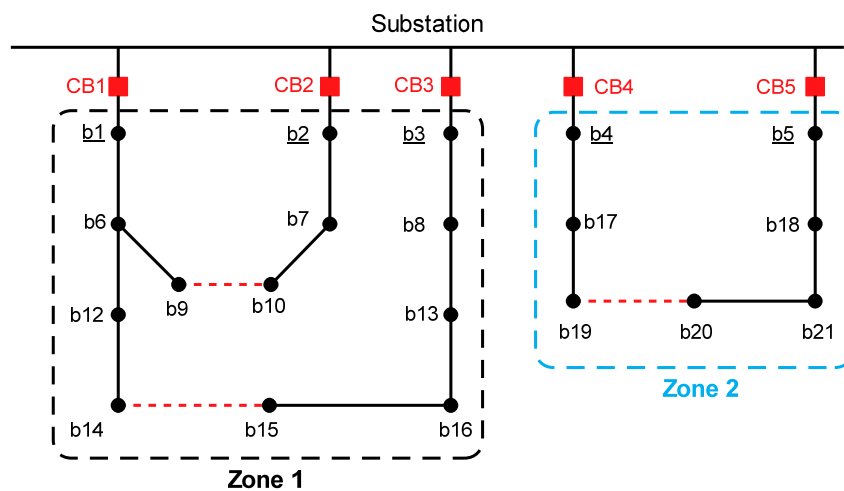 Substation
CB1 CB2 CB3 CB4 CB5
b1 b2 b3 b4 b5
b6 b7 b8 b17 b18
b9 b10
b12 b13
b19 b20 b21
b14 b15 b16
Zone 2
Zone 1